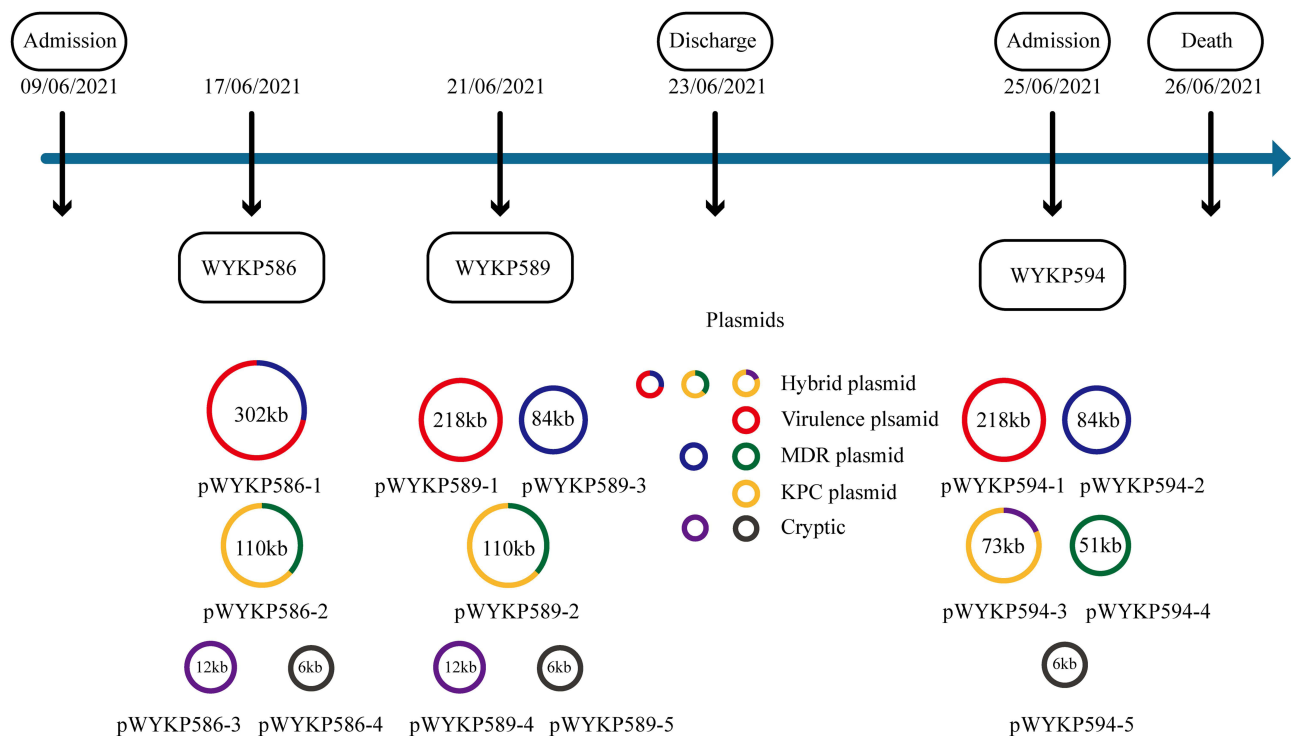 Admission
Discharge
Admission
Death
09/06/2021
17/06/2021
21/06/2021
23/06/2021
25/06/2021
26/06/2021
WYKP586
WYKP589
WYKP594
302kb
pWYKP586-1
110kb
pWYKP586-2
12kb
6kb
pWYKP586-3
pWYKP586-4
218kb
84kb
pWYKP589-1
pWYKP589-3
110kb
pWYKP589-2
12kb
6kb
pWYKP589-4
pWYKP589-5
Plasmids
Hybrid plasmid
Virulence plsamid
MDR plasmid
KPC plasmid
Cryptic
218kb
84kb
pWYKP594-1
pWYKP594-2
73kb
51kb
pWYKP594-3
pWYKP594-4
6kb
pWYKP594-5